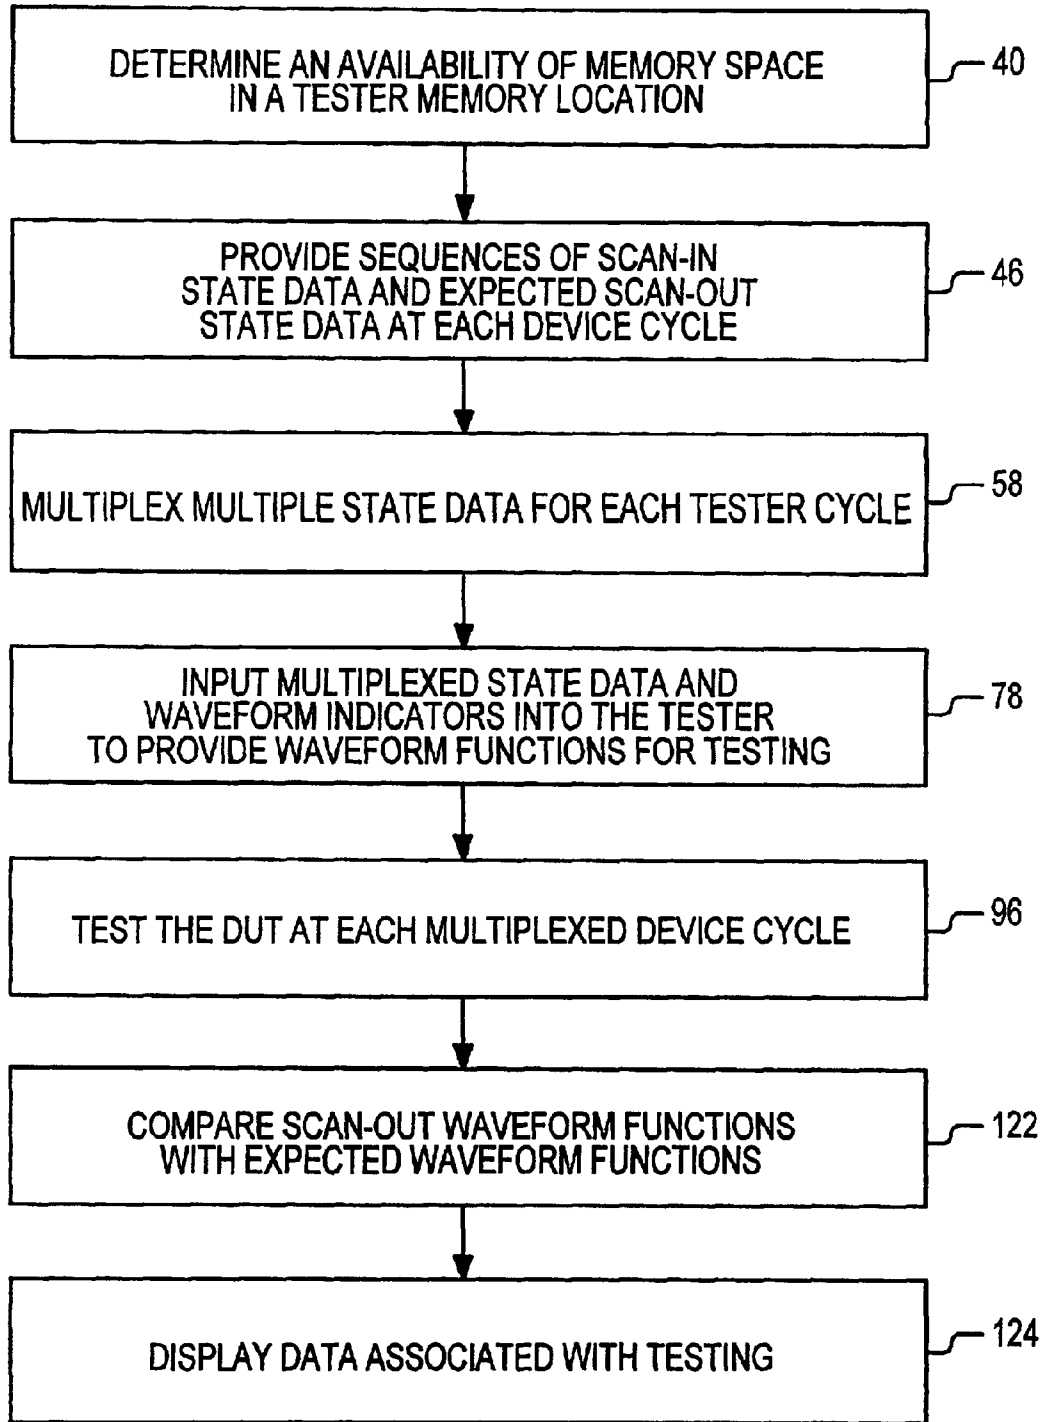 DETERMINE AN AVAILABILITY OF MEMORY SPACE
IN A TESTER MEMORY LOCATION
40
PROVIDE SEQUENCES OF SCAN-IN
STATE DATA AND EXPECTED SCAN-OUT
STATE DATA AT EACH DEVICE CYCLE
46
MULTIPLEX MULTIPLE STATE DATA FOR EACH TESTER CYCLE
58
INPUT MULTIPLEXED STATE DATA AND
WAVEFORM INDICATORS INTO THE TESTER
TO PROVIDE WAVEFORM FUNCTIONS FOR TESTING
78
TEST THE DUT AT EACH MULTIPLEXED DEVICE CYCLE
96
COMPARE SCAN-OUT WAVEFORM FUNCTIONS
WITH EXPECTED WAVEFORM FUNCTIONS
122
DISPLAY DATA ASSOCIATED WITH TESTING
124